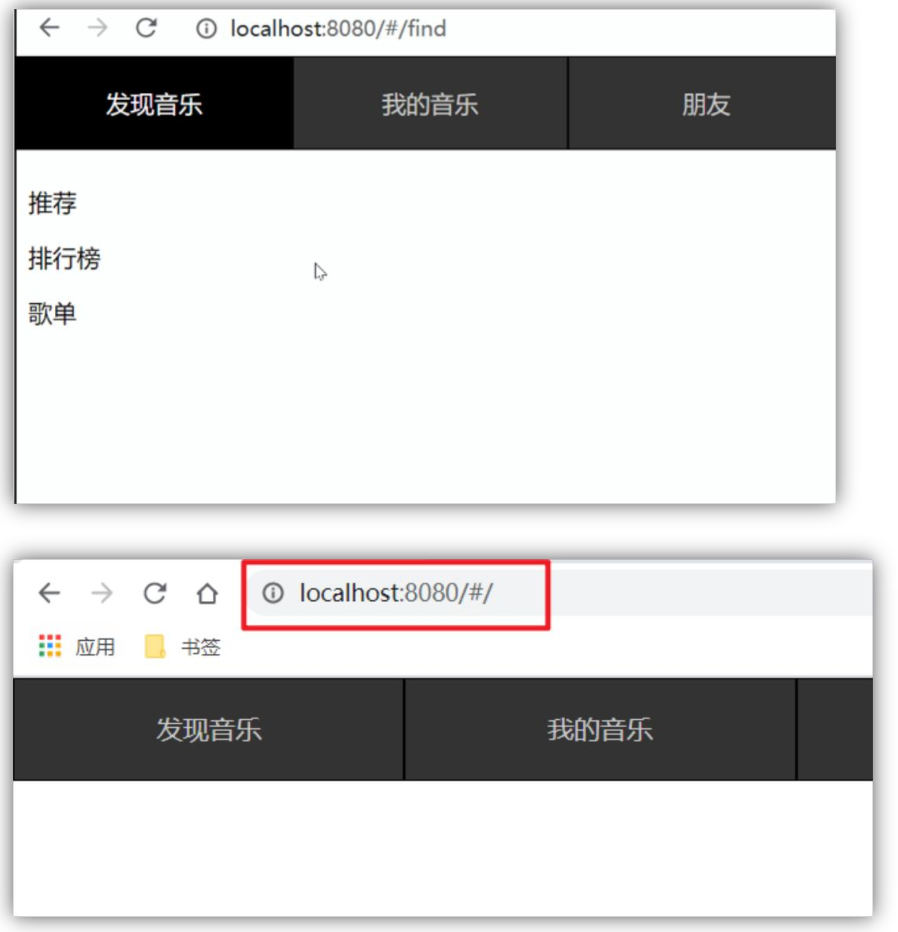 localhost:8080/#/find
发现音乐 我的音乐 朋友
推荐
排行榜
歌单
localhost:8080/#/
应用 书签
发现音乐 我的音乐